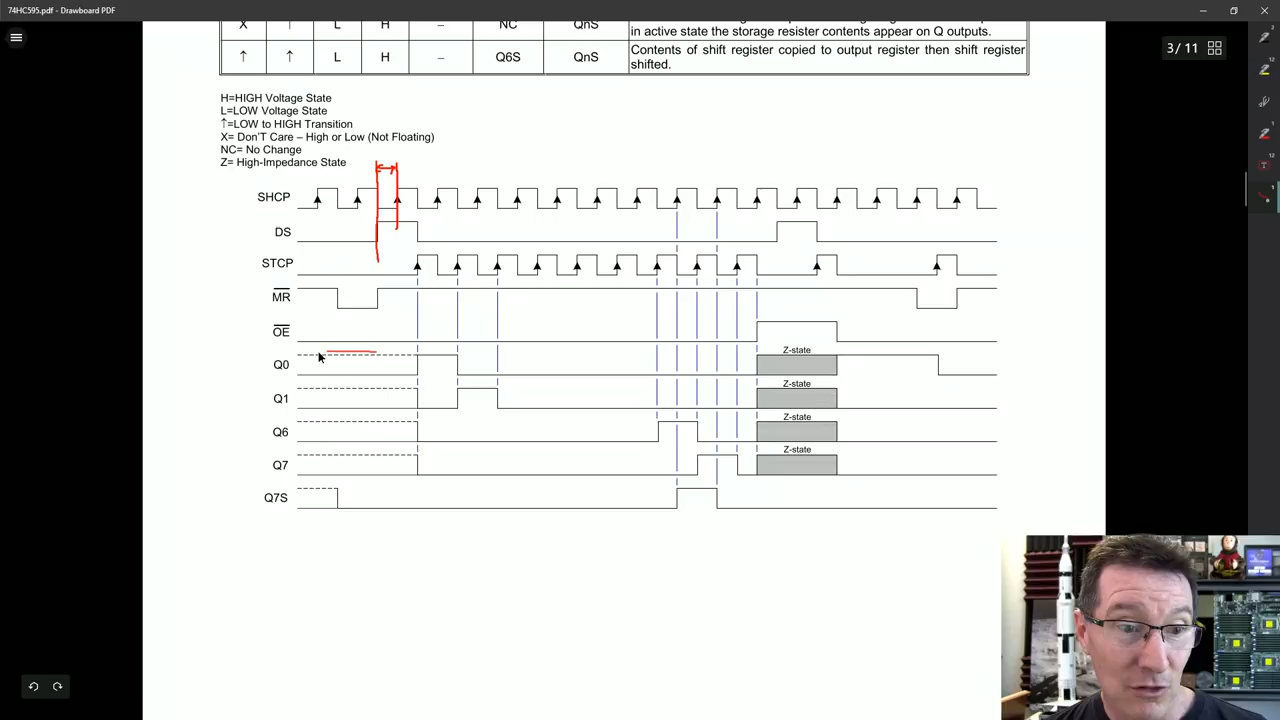 74HC595.pdf - Drawboard PDF
3 / 11
X ↑ L H – NC QnS
in active state the storage resister contents appear on Q outputs.
↑ ↑ L H – Q6S QnS Contents of shift register copied to output register then shift register
shifted.
H=HIGH Voltage State
L=LOW Voltage State
↑=LOW to HIGH Transition
X= Don'T Care – High or Low (Not Floating)
NC= No Change
Z= High-Impedance State
SHCP
DS
STCP
MR
OE
Z-state
Q0
Z-state
Q1
Z-state
Q6
Z-state
Q7
Q7S